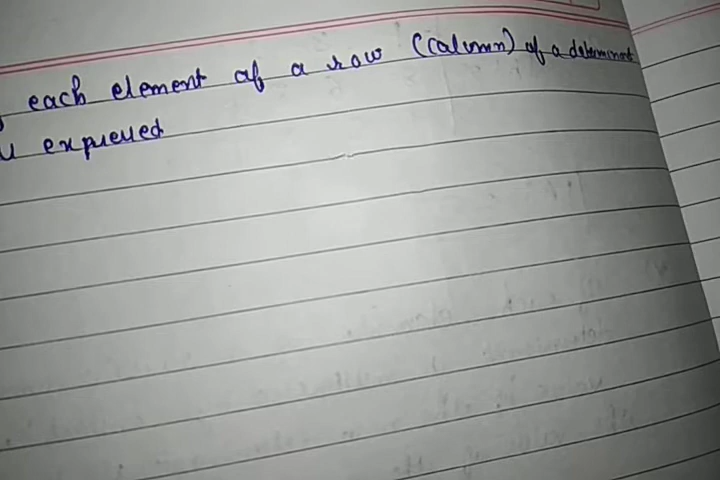 each element of a row (column) of a determinant
expressed